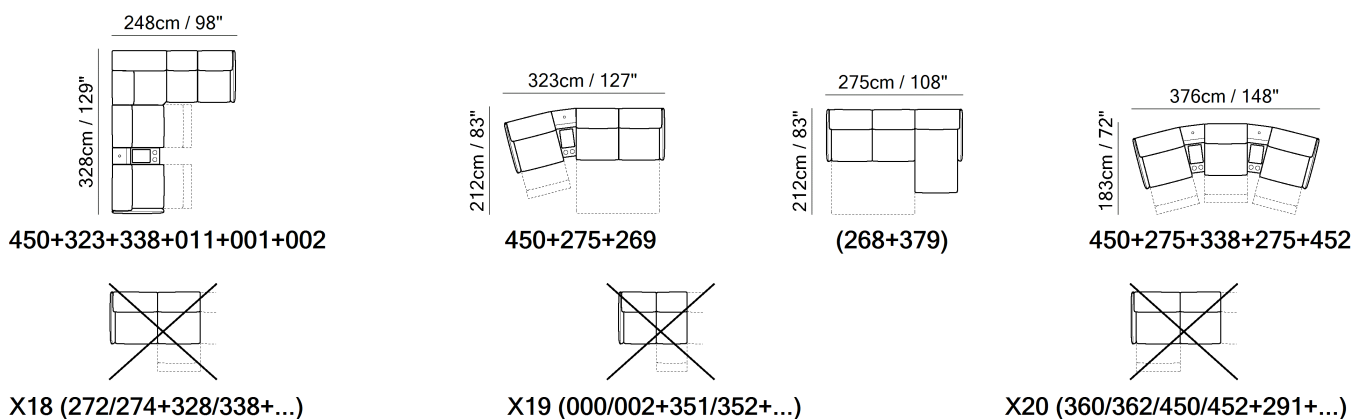 248cm / 98"
328cm / 129"
450+323+338+011+001+002
323cm / 127"
212cm / 83"
450+275+269
275cm / 108"
212cm / 83"
(268+379)
376cm / 148"
183cm / 72"
450+275+338+275+452
X18 (272/274+328/338+...)
X19 (000/002+351/352+...)
X20 (360/362/450/452+291+...)